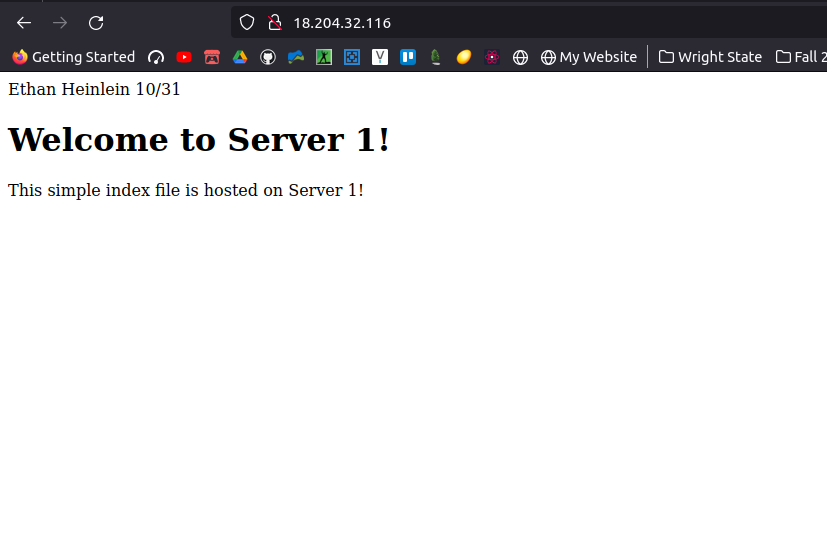 18.204.32.116
Getting Started My Website Wright State Fall 2
Ethan Heinlein 10/31
Welcome to Server 1!
This simple index file is hosted on Server 1!